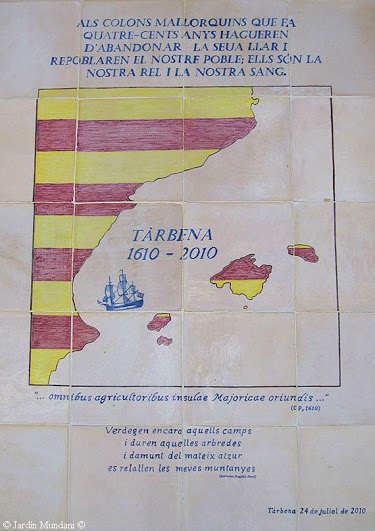 ALS COLONS MALLORQUINS QUE FA
QUATRE-CENTS ANYS HAGUEREN
D'ABANDONAR LA SEUA LLAR I
REPOBLAREN EL NOSTRE POBLE; ELLS SÓN LA
NOSTRA REL I LA NOSTRA SANG.
TÀRBENA
1610 - 2010
"... omnibus agricultoribus insulae Majoricae oriundis ..."
(CP, 1610)
Verdegen encara aquells camps
i duren aquelles arbredes
i damunt del mateix atzur
es retallen les meves muntanyes
Tàrbena, 24 de juliol de 2010
© Jardin Mundani ©